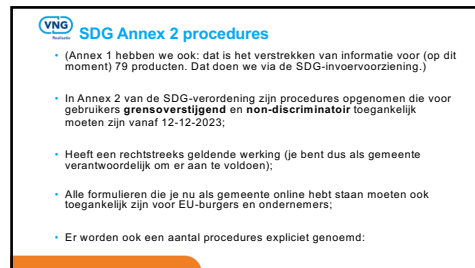 VNG
Realisatie
SDG Annex 2 procedures
• (Annex 1 hebben we ook: dat is het verstrekken van informatie voor (op dit
moment) 79 producten. Dat doen we via de SDG-invoervoorziening.)
• In Annex 2 van de SDG-verordening zijn procedures opgenomen die voor
gebruikers grensoverstijgend en non-discriminatoir toegankelijk
moeten zijn vanaf 12-12-2023;
• Heeft een rechtstreeks geldende werking (je bent dus als gemeente
verantwoordelijk om er aan te voldoen);
• Alle formulieren die je nu als gemeente online hebt staan moeten ook
toegankelijk zijn voor EU-burgers en ondernemers;
• Er worden ook een aantal procedures expliciet genoemd: